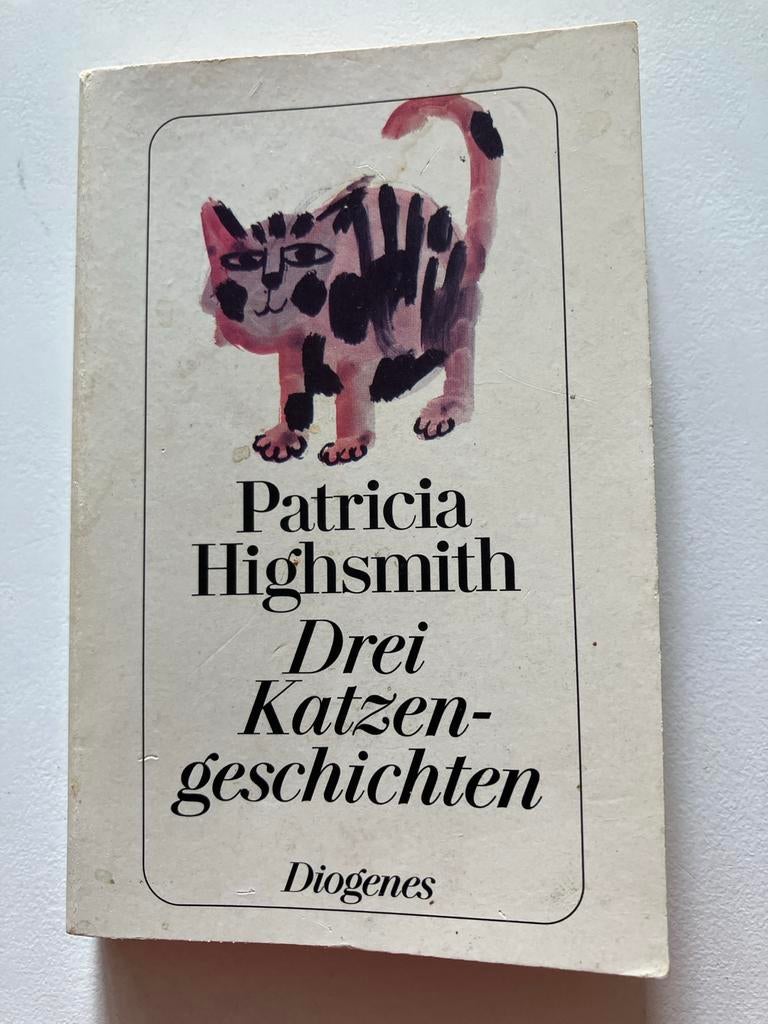 Patricia
Highsmith
Drei
Katzen-
geschichten
Diogenes